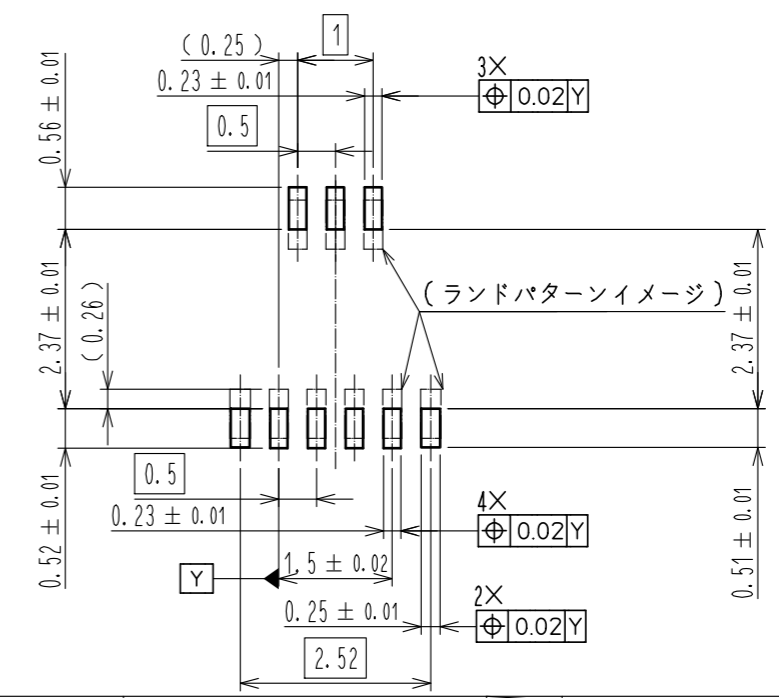 ( 0.25 )
1
0.23 ± 0.01
3X
⌖ 0.02 Y
0.5
0.56 ± 0.01
2.37 ± 0.01
( 0.26 )
( ランドパターンイメージ )
2.37 ± 0.01
0.5
0.23 ± 0.01
4X
⌖ 0.02 Y
0.52 ± 0.01
0.51 ± 0.01
Y
1.5 ± 0.02
0.25 ± 0.01
2X
⌖ 0.02 Y
2.52